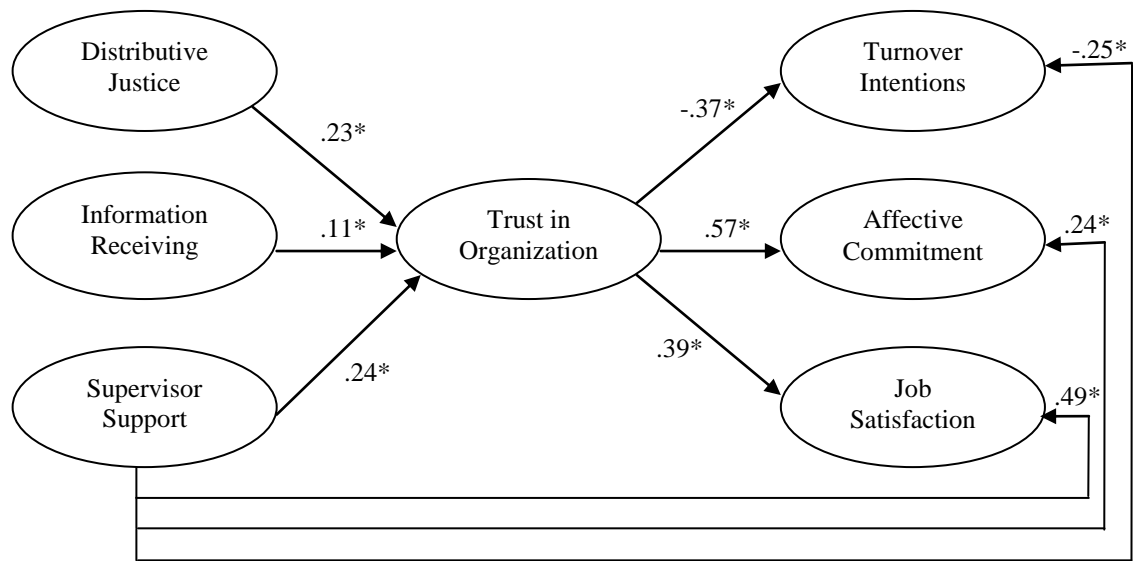 Distributive
Justice
Turnover
Intentions
-.25*
-.37*
.23*
Information
Receiving
.11*
Trust in
Organization
.57*
Affective
Commitment
.24*
.24*
.39*
Supervisor
Support
Job
Satisfaction
.49*